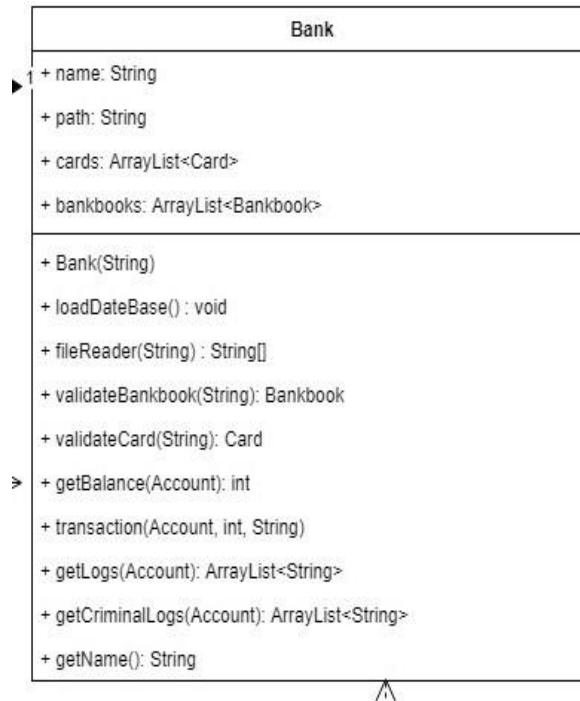 Bank
1 + name: String
+ path: String
+ cards: ArrayList<Card>
+ bankbooks: ArrayList<Bankbook>
+ Bank(String)
+ loadDateBase() : void
+ fileReader(String) : String[]
+ validateBankbook(String): Bankbook
+ validateCard(String): Card
+ getBalance(Account): int
+ transaction(Account, int, String)
+ getLogs(Account): ArrayList<String>
+ getCriminalLogs(Account): ArrayList<String>
+ getName(): String